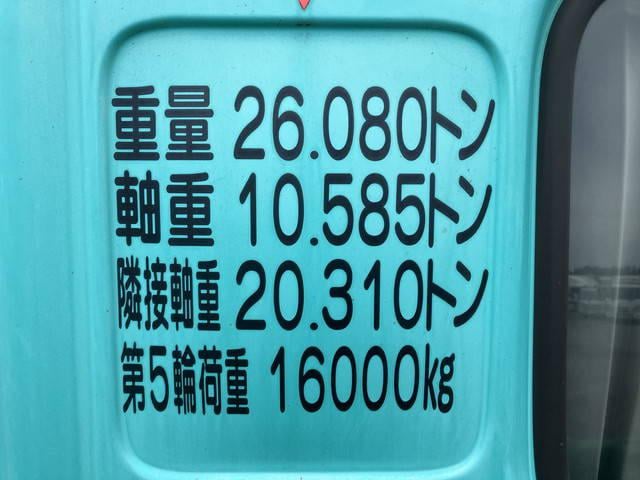 重量 26.080トン
軸重 10.585トン
隣接軸重 20.310トン
第5輪荷重 16000kg